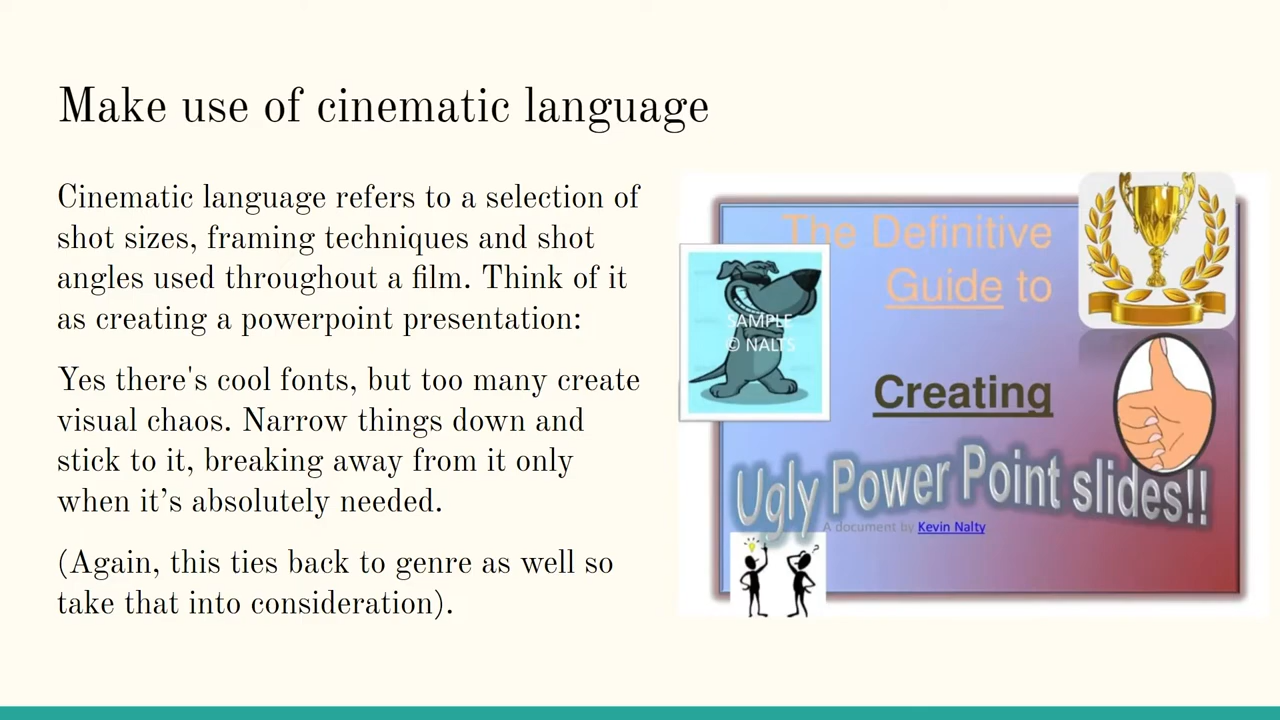 Make use of cinematic language
Cinematic language refers to a selection of
shot sizes, framing techniques and shot
angles used throughout a film. Think of it
as creating a powerpoint presentation:
Yes there's cool fonts, but too many create
visual chaos. Narrow things down and
stick to it, breaking away from it only
when it’s absolutely needed.
(Again, this ties back to genre as well so
take that into consideration).
The Definitive
Guide to
SAMPLE
© NALTS
Creating
Ugly Power Point slides!!
A document by Kevin Nalty
?